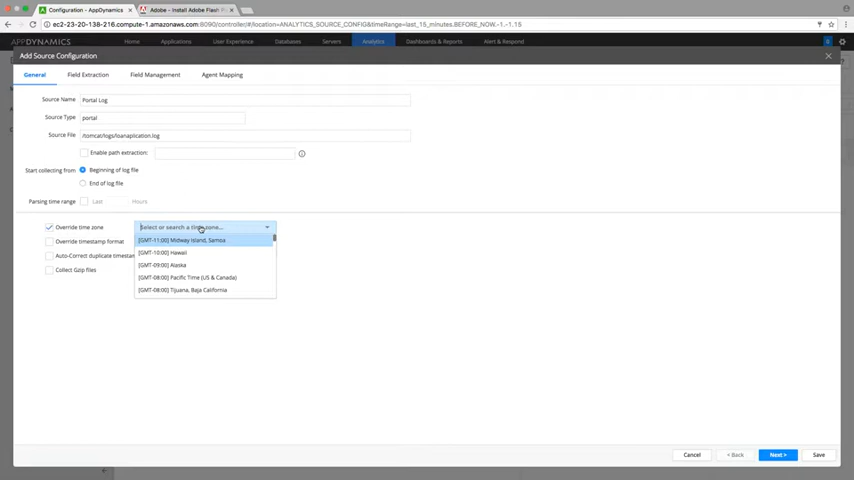 Configuration - AppDynamics
Adobe - Install Adobe Flash P
ec2-23-20-138-216.compute-1.amazonaws.com:8090/controller/#/location=ANALYTICS_SOURCE_CONFIG&timeRange=last_15_minutes.BEFORE_NOW.-1.-1.15
APPDYNAMICS Home Applications User Experience Databases Servers Analytics Dashboards & Reports Alert & Respond
Add Source Configuration
General Field Extraction Field Management Agent Mapping
Source Name Portal Log
Source Type portal
Source File /tomcat/logs/loanaplication.log
Enable path extraction:
Start collecting from Beginning of log file
End of log file
Parsing time range Last Hours
Override time zone Select or search a time zone...
[GMT-11:00] Midway Island, Samoa
Override timestamp format
[GMT-10:00] Hawaii
Auto-Correct duplicate timestam
[GMT-09:00] Alaska
Collect Gzip files
[GMT-08:00] Pacific Time (US & Canada)
[GMT-08:00] Tijuana, Baja California
Cancel < Back Next > Save